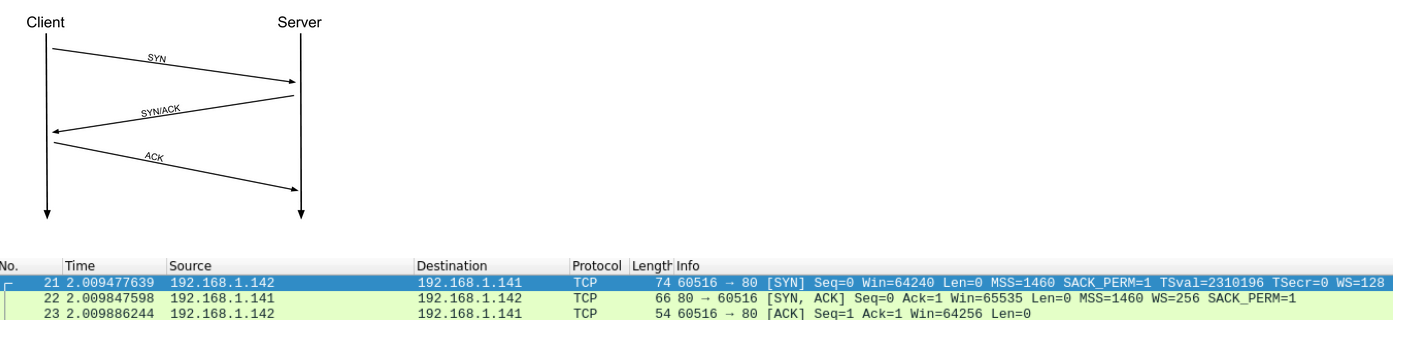 Client Server
SYN
SYN/ACK
ACK
No. Time Source Destination Protocol Length Info
21 2.009477639 192.168.1.142 192.168.1.141 TCP 74 60516 → 80 [SYN] Seq=0 Win=64240 Len=0 MSS=1460 SACK_PERM=1 TSval=2310196 TSecr=0 WS=128
22 2.009847598 192.168.1.141 192.168.1.142 TCP 66 80 → 60516 [SYN, ACK] Seq=0 Ack=1 Win=65535 Len=0 MSS=1460 WS=256 SACK_PERM=1
23 2.009886244 192.168.1.142 192.168.1.141 TCP 54 60516 → 80 [ACK] Seq=1 Ack=1 Win=64256 Len=0